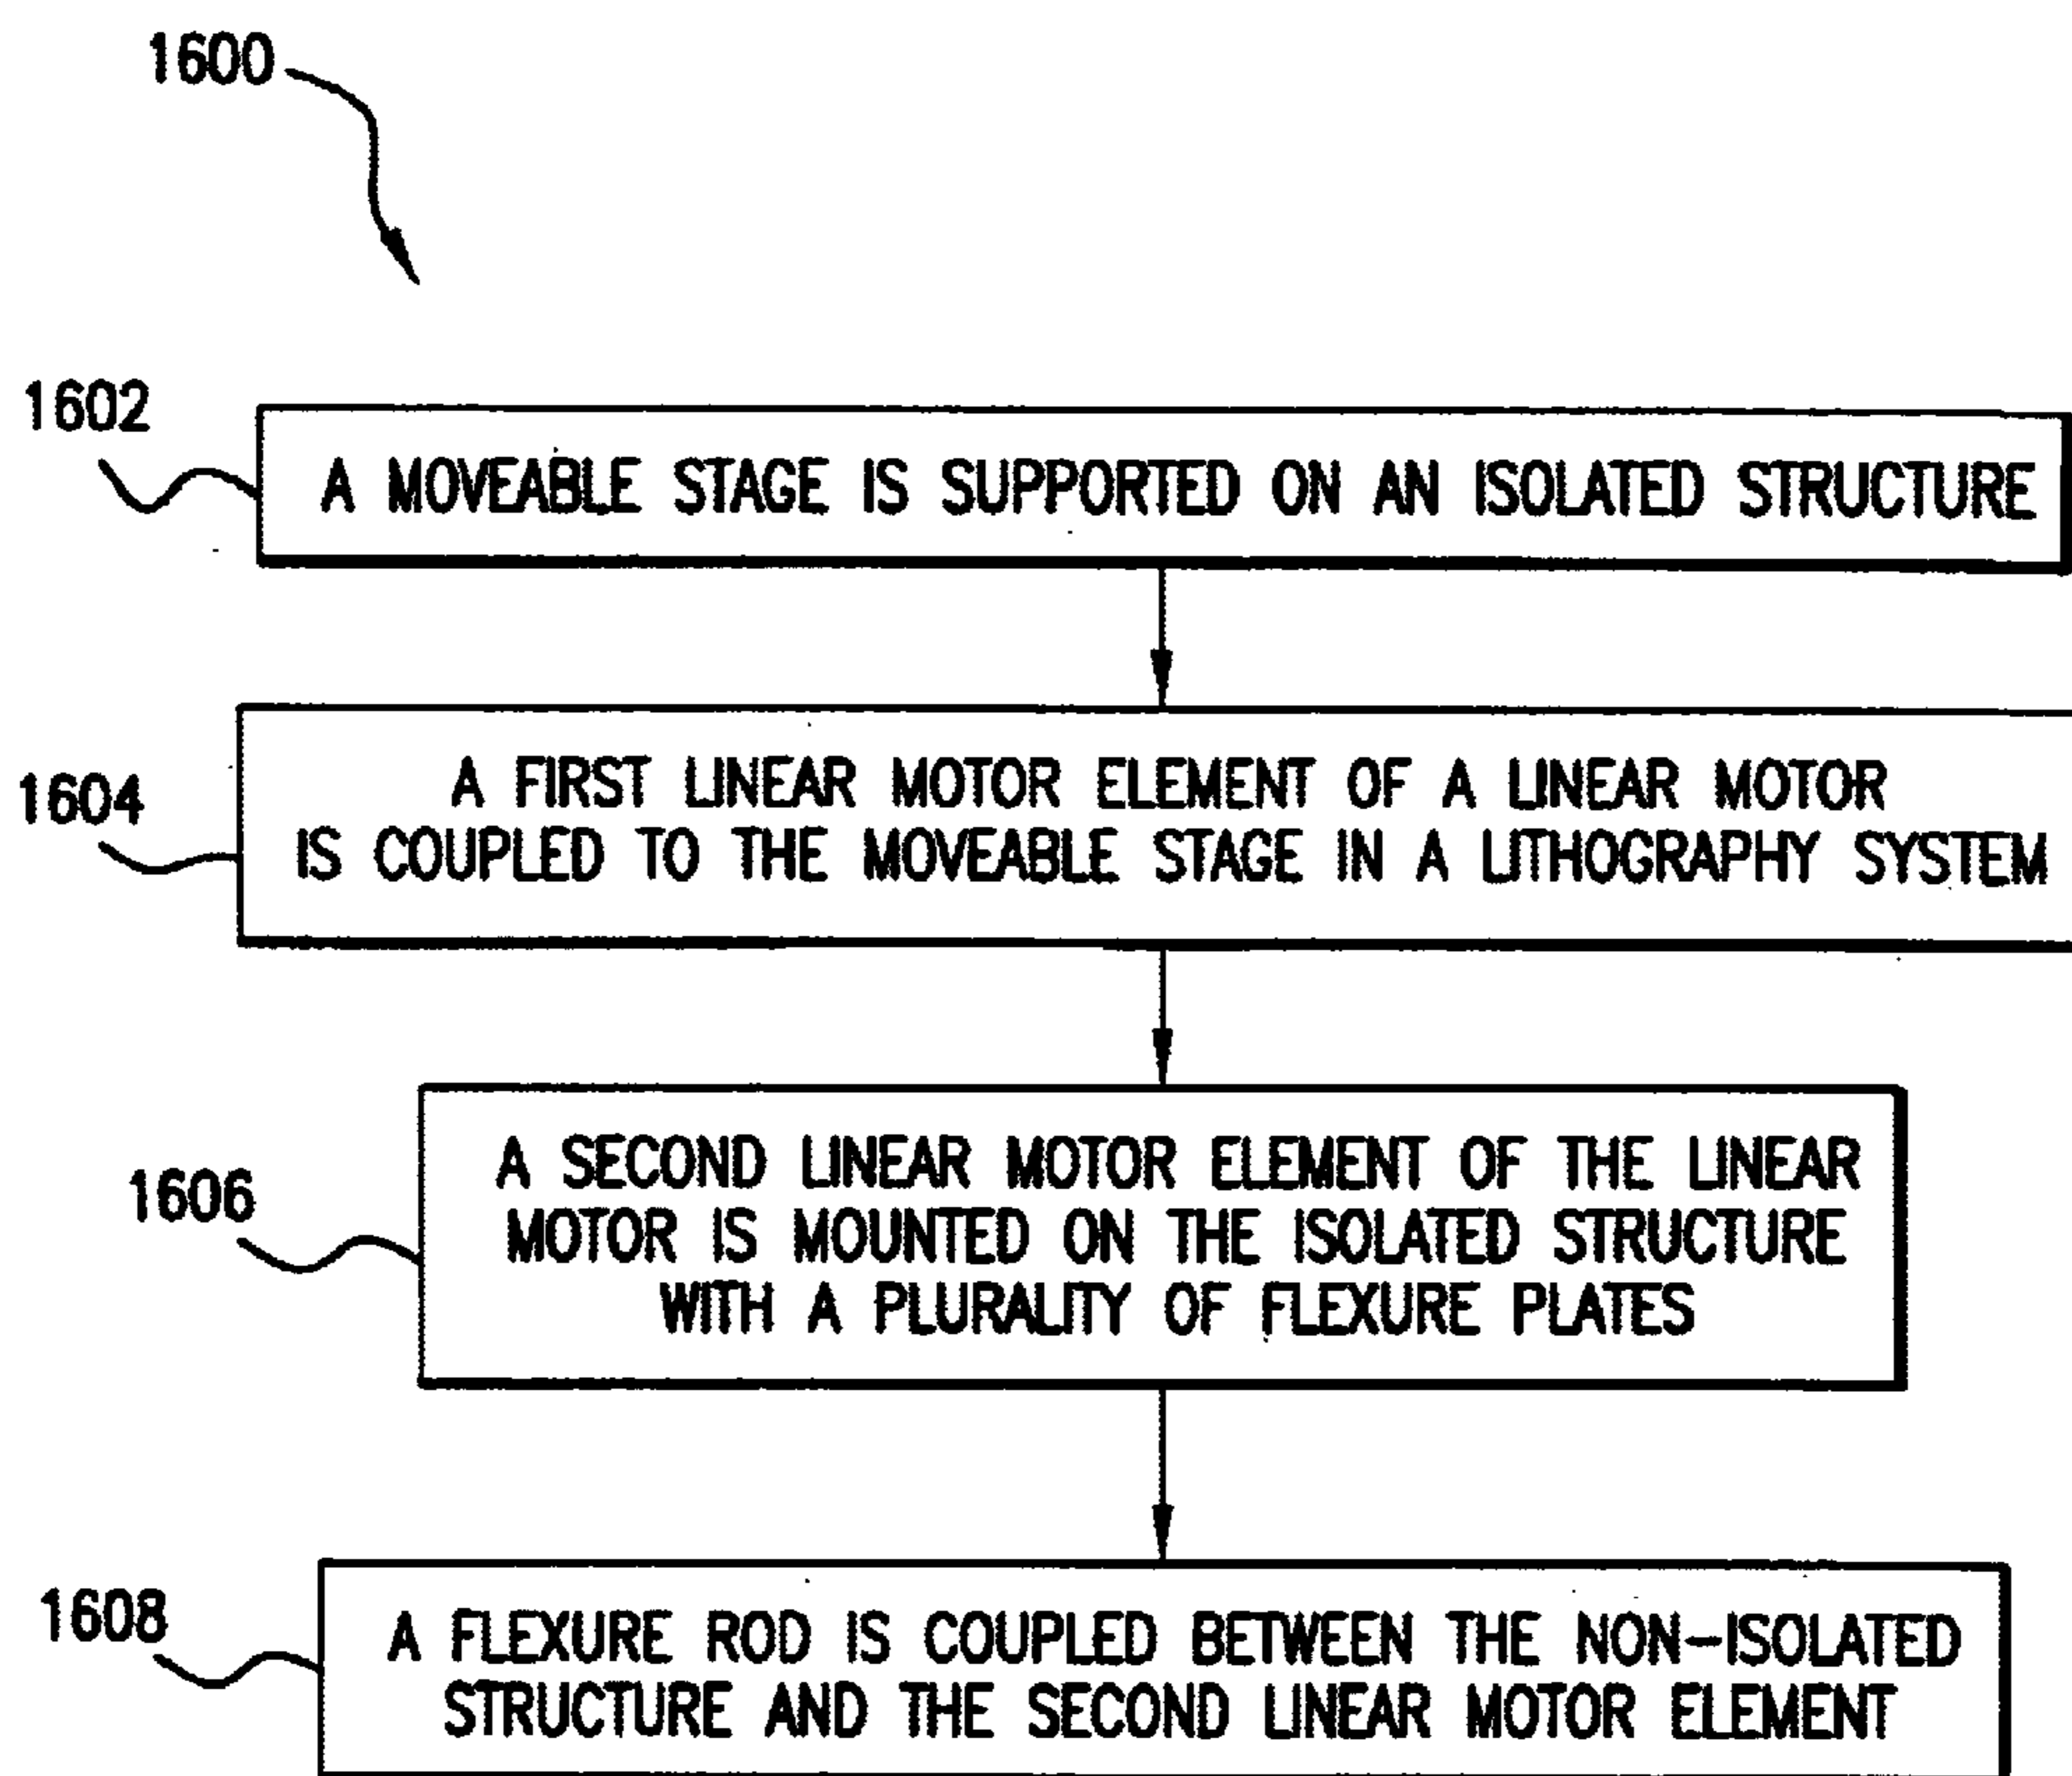 1600
1602
A MOVEABLE STAGE IS SUPPORTED ON AN ISOLATED STRUCTURE
1604
A FIRST LINEAR MOTOR ELEMENT OF A LINEAR MOTOR
IS COUPLED TO THE MOVEABLE STAGE IN A LITHOGRAPHY SYSTEM
1606
A SECOND LINEAR MOTOR ELEMENT OF THE LINEAR
MOTOR IS MOUNTED ON THE ISOLATED STRUCTURE
WITH A PLURALITY OF FLEXURE PLATES
1608
A FLEXURE ROD IS COUPLED BETWEEN THE NON-ISOLATED
STRUCTURE AND THE SECOND LINEAR MOTOR ELEMENT